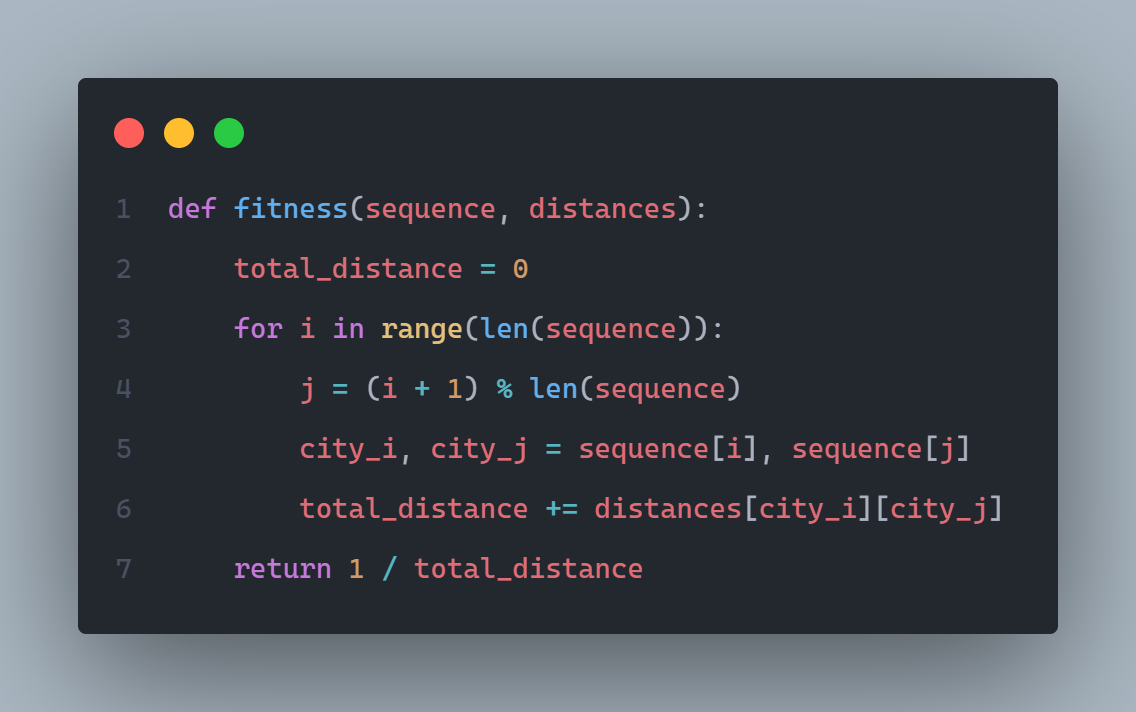 1 def fitness(sequence, distances):
2     total_distance = 0
3     for i in range(len(sequence)):
4         j = (i + 1) % len(sequence)
5         city_i, city_j = sequence[i], sequence[j]
6         total_distance += distances[city_i][city_j]
7     return 1 / total_distance